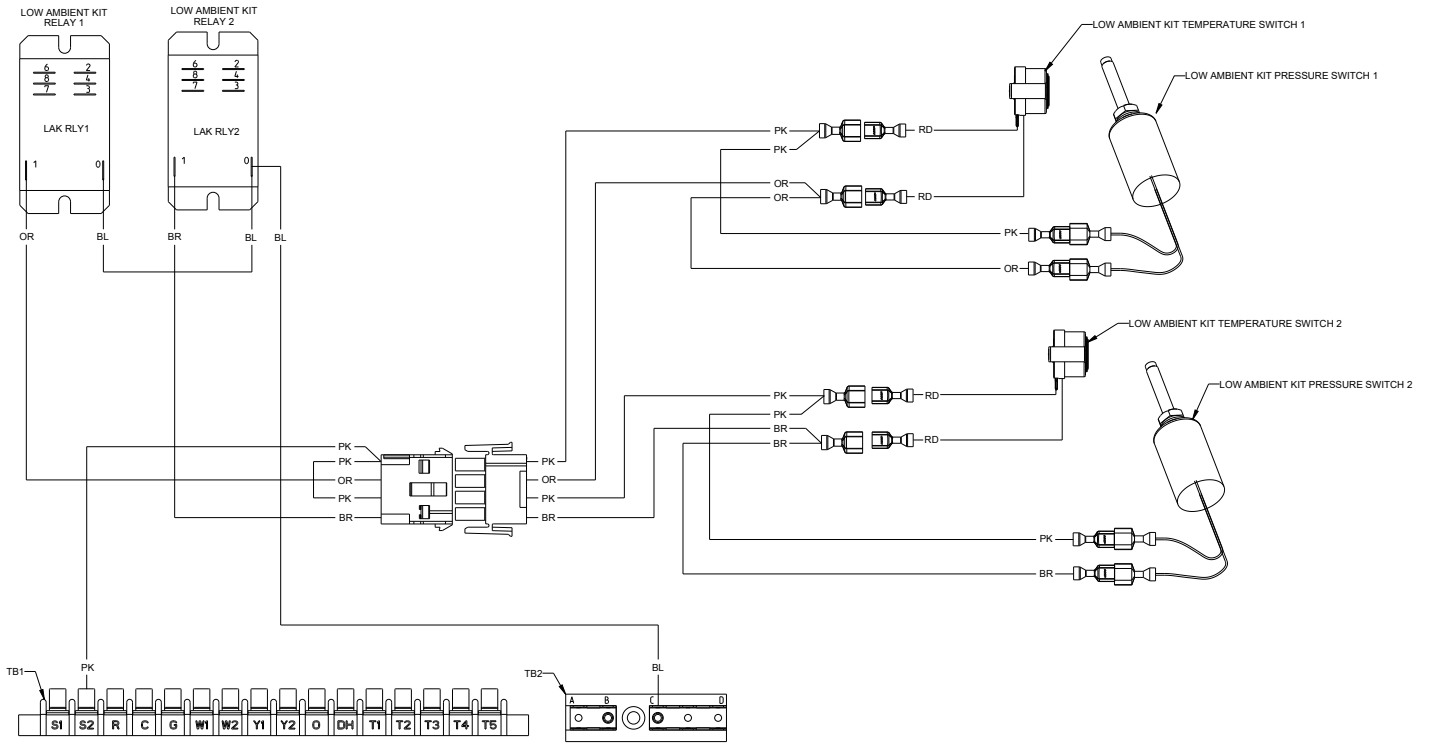 LOW AMBIENT KIT
RELAY 1
LOW AMBIENT KIT
RELAY 2
6 2
8 4
7 3
LAK RLY1
1 0
6 2
8 4
7 3
LAK RLY2
1 0
OR BL BR BL BL
LOW AMBIENT KIT TEMPERATURE SWITCH 1
LOW AMBIENT KIT PRESSURE SWITCH 1
PK RD
PK
OR
OR RD
PK
OR
LOW AMBIENT KIT TEMPERATURE SWITCH 2
LOW AMBIENT KIT PRESSURE SWITCH 2
PK RD
PK
BR
BR RD
PK
PK PK
OR OR
PK PK
BR BR
PK
BR
TB1
PK
S1 S2 R C G W1 W2 Y1 Y2 O DH T1 T2 T3 T4 T5
TB2
BL
A B C D